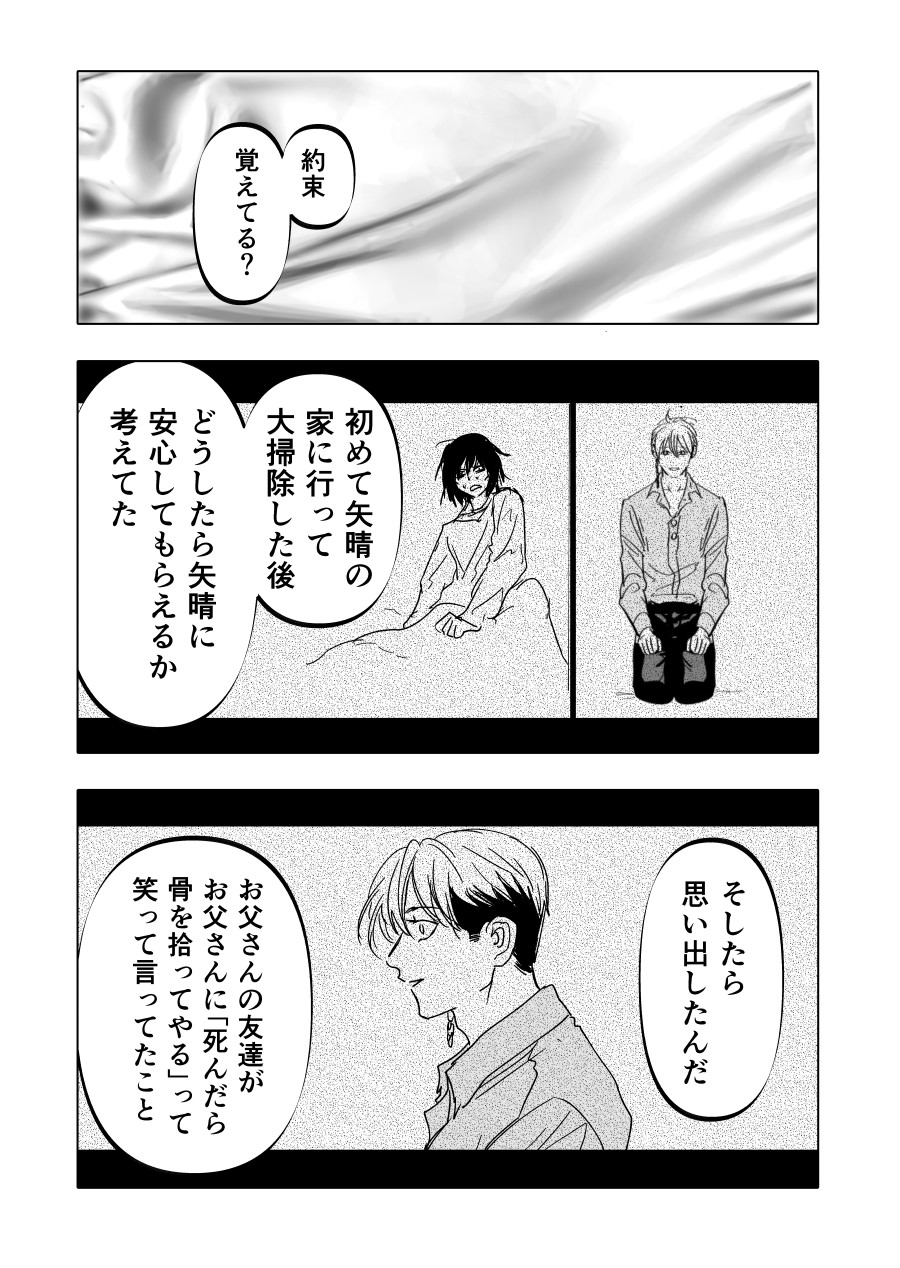 約束
覚えてる?
初めて矢晴の
家に行って
大掃除した後
どうしたら矢晴に
安心してもらえるか
考えてた
そしたら
思い出したんだ
お父さんの友達が
お父さんに「死んだら
骨を拾ってやる」って
笑って言ってたこと